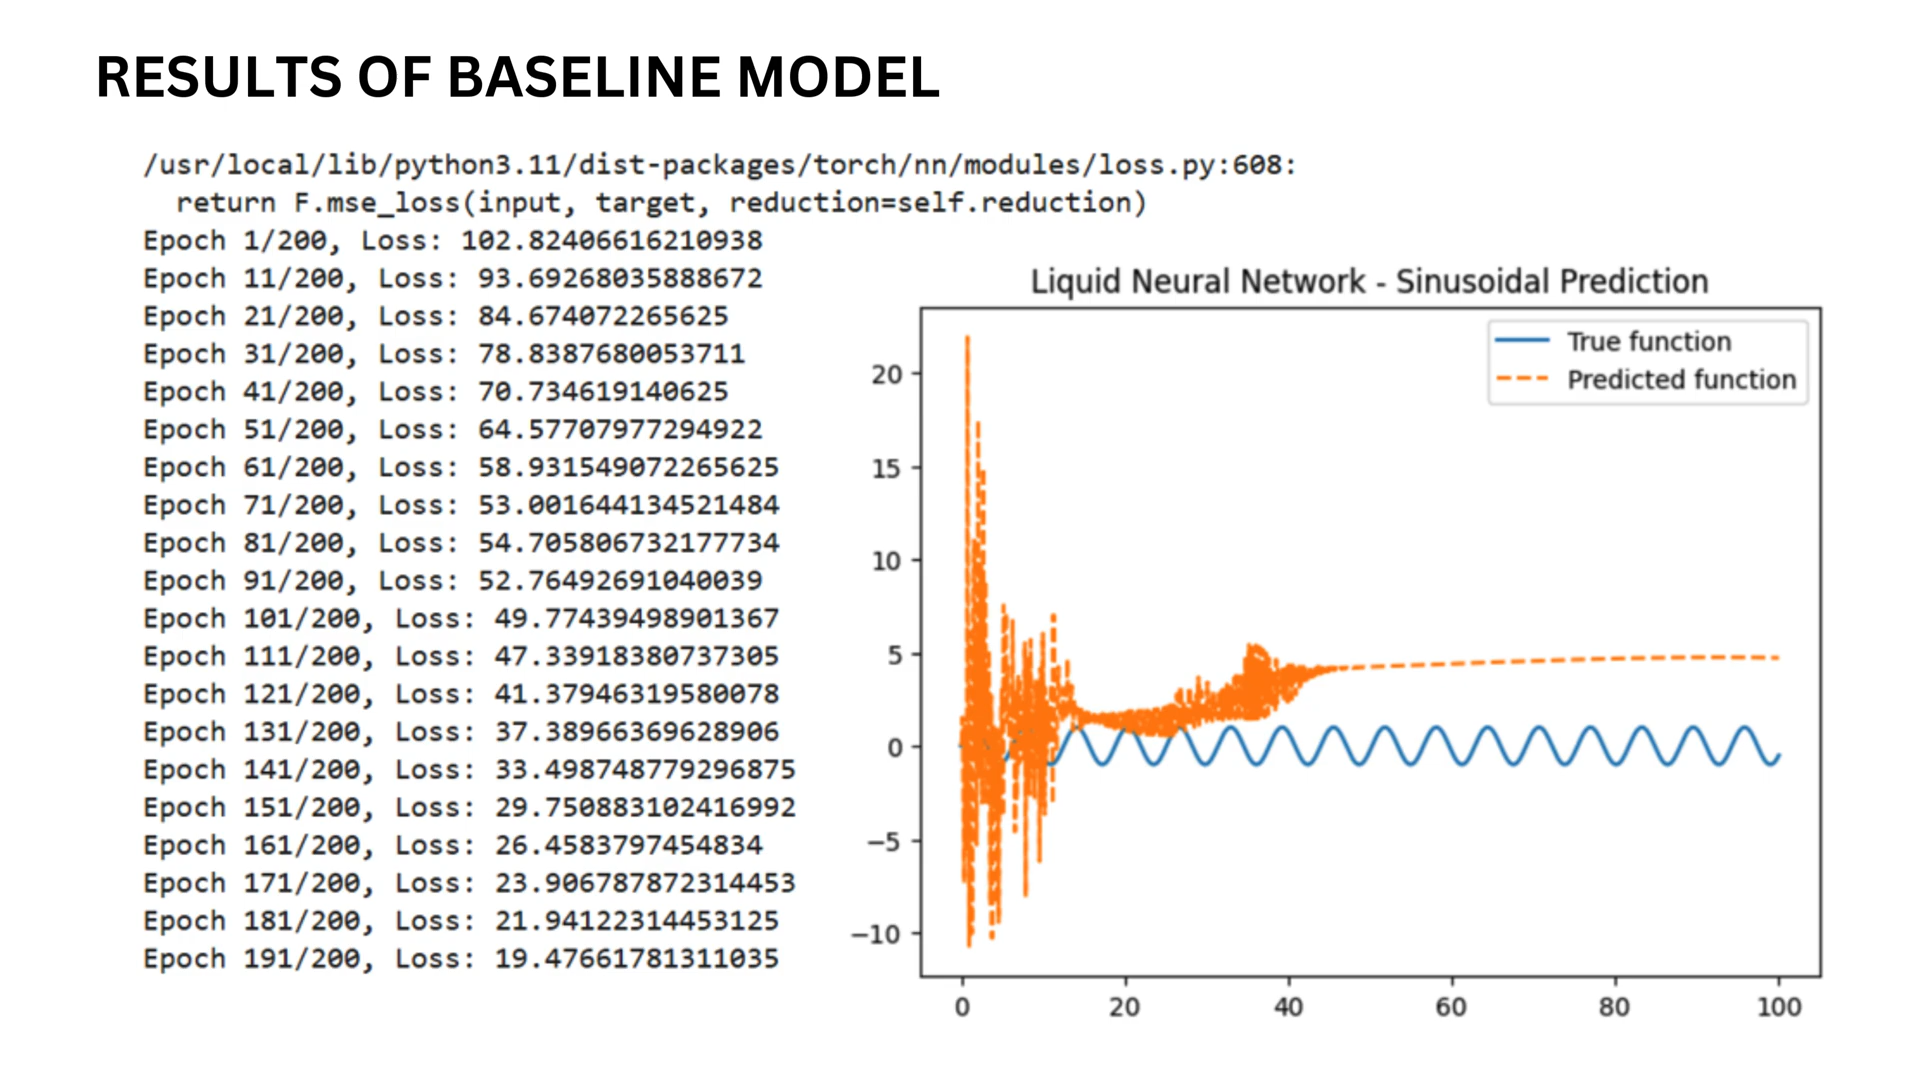 RESULTS OF BASELINE MODEL
/usr/local/lib/python3.11/dist-packages/torch/nn/modules/loss.py:608:
return F.mse_loss(input, target, reduction=self.reduction)
Epoch 1/200, Loss: 102.82406616210938
Epoch 11/200, Loss: 93.69268035888672
Epoch 21/200, Loss: 84.674072265625
Epoch 31/200, Loss: 78.8387680053711
Epoch 41/200, Loss: 70.734619140625
Epoch 51/200, Loss: 64.57707977294922
Epoch 61/200, Loss: 58.931549072265625
Epoch 71/200, Loss: 53.001644134521484
Epoch 81/200, Loss: 54.705806732177734
Epoch 91/200, Loss: 52.76492691040039
Epoch 101/200, Loss: 49.77439498901367
Epoch 111/200, Loss: 47.33918380737305
Epoch 121/200, Loss: 41.37946319580078
Epoch 131/200, Loss: 37.38966369628906
Epoch 141/200, Loss: 33.498748779296875
Epoch 151/200, Loss: 29.750883102416992
Epoch 161/200, Loss: 26.4583797454834
Epoch 171/200, Loss: 23.906787872314453
Epoch 181/200, Loss: 21.94122314453125
Epoch 191/200, Loss: 19.47661781311035
Liquid Neural Network - Sinusoidal Prediction
True function
Predicted function
20
15
10
5
0
−5
−10
0 20 40 60 80 100